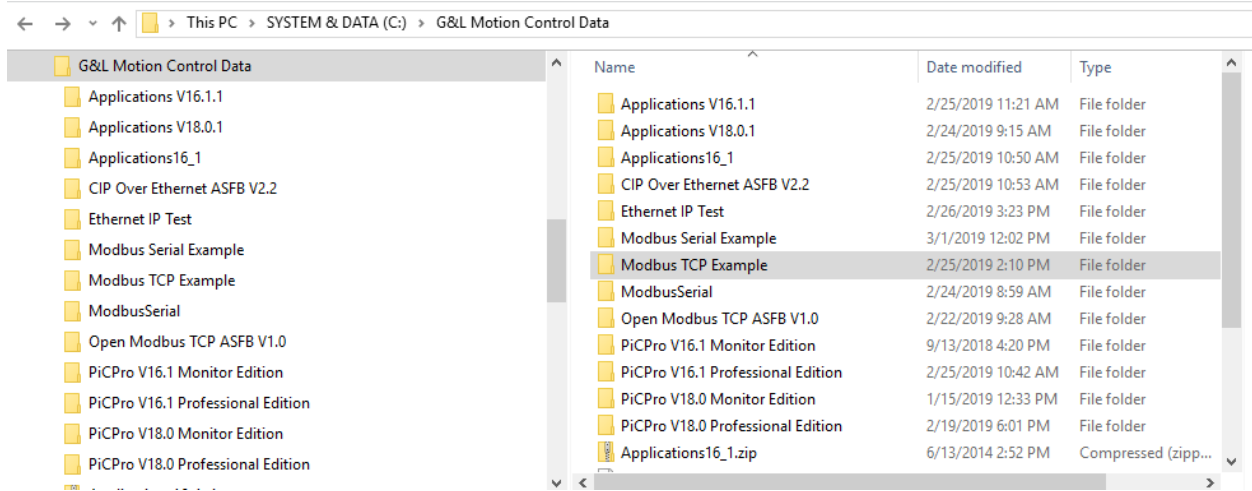 This PC > SYSTEM & DATA (C:) > G&L Motion Control Data
G&L Motion Control Data
Applications V16.1.1
Applications V18.0.1
Applications16_1
CIP Over Ethernet ASFB V2.2
Ethernet IP Test
Modbus Serial Example
Modbus TCP Example
ModbusSerial
Open Modbus TCP ASFB V1.0
PiCPro V16.1 Monitor Edition
PiCPro V16.1 Professional Edition
PiCPro V18.0 Monitor Edition
PiCPro V18.0 Professional Edition
Name Date modified Type
Applications V16.1.1 2/25/2019 11:21 AM File folder
Applications V18.0.1 2/24/2019 9:15 AM File folder
Applications16_1 2/25/2019 10:50 AM File folder
CIP Over Ethernet ASFB V2.2 2/25/2019 10:53 AM File folder
Ethernet IP Test 2/26/2019 3:23 PM File folder
Modbus Serial Example 3/1/2019 12:02 PM File folder
Modbus TCP Example 2/25/2019 2:10 PM File folder
ModbusSerial 2/24/2019 8:59 AM File folder
Open Modbus TCP ASFB V1.0 2/22/2019 9:28 AM File folder
PiCPro V16.1 Monitor Edition 9/13/2018 4:20 PM File folder
PiCPro V16.1 Professional Edition 2/25/2019 10:42 AM File folder
PiCPro V18.0 Monitor Edition 1/15/2019 12:33 PM File folder
PiCPro V18.0 Professional Edition 2/19/2019 6:01 PM File folder
Applications16_1.zip 6/13/2014 2:52 PM Compressed (zipp...